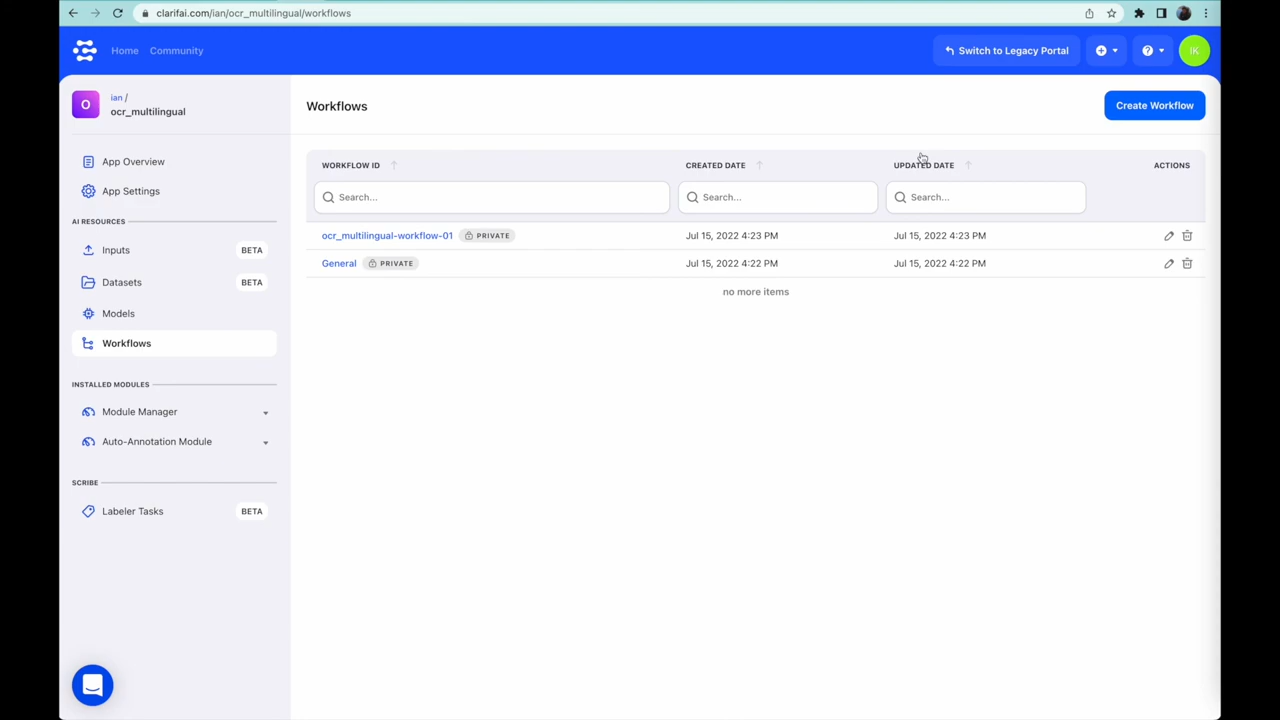 clarifai.com/ian/ocr_multilingual/workflows
Home Community
Switch to Legacy Portal
IK
O
ian /
ocr_multilingual
App Overview
App Settings
AI RESOURCES
Inputs BETA
Datasets BETA
Models
Workflows
INSTALLED MODULES
Module Manager
Auto-Annotation Module
SCRIBE
Labeler Tasks BETA
Workflows
Create Workflow
WORKFLOW ID CREATED DATE UPDATED DATE ACTIONS
Search... Search... Search...
ocr_multilingual-workflow-01 PRIVATE Jul 15, 2022 4:23 PM Jul 15, 2022 4:23 PM
General PRIVATE Jul 15, 2022 4:22 PM Jul 15, 2022 4:22 PM
no more items